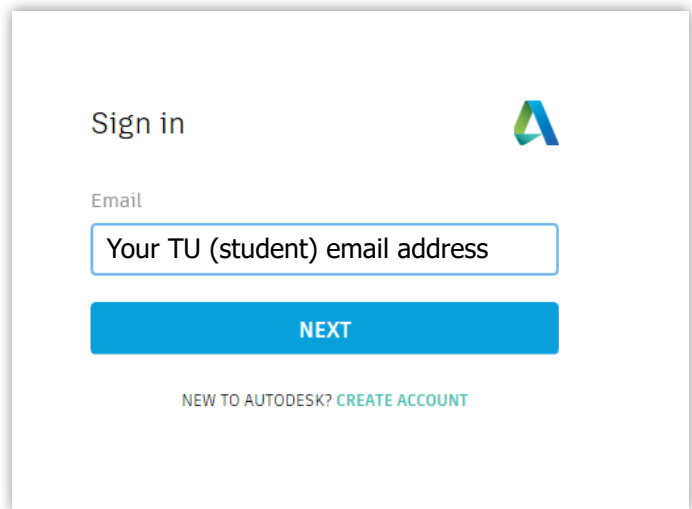 Sign in
Email
Your TU (student) email address
NEXT
NEW TO AUTODESK? CREATE ACCOUNT